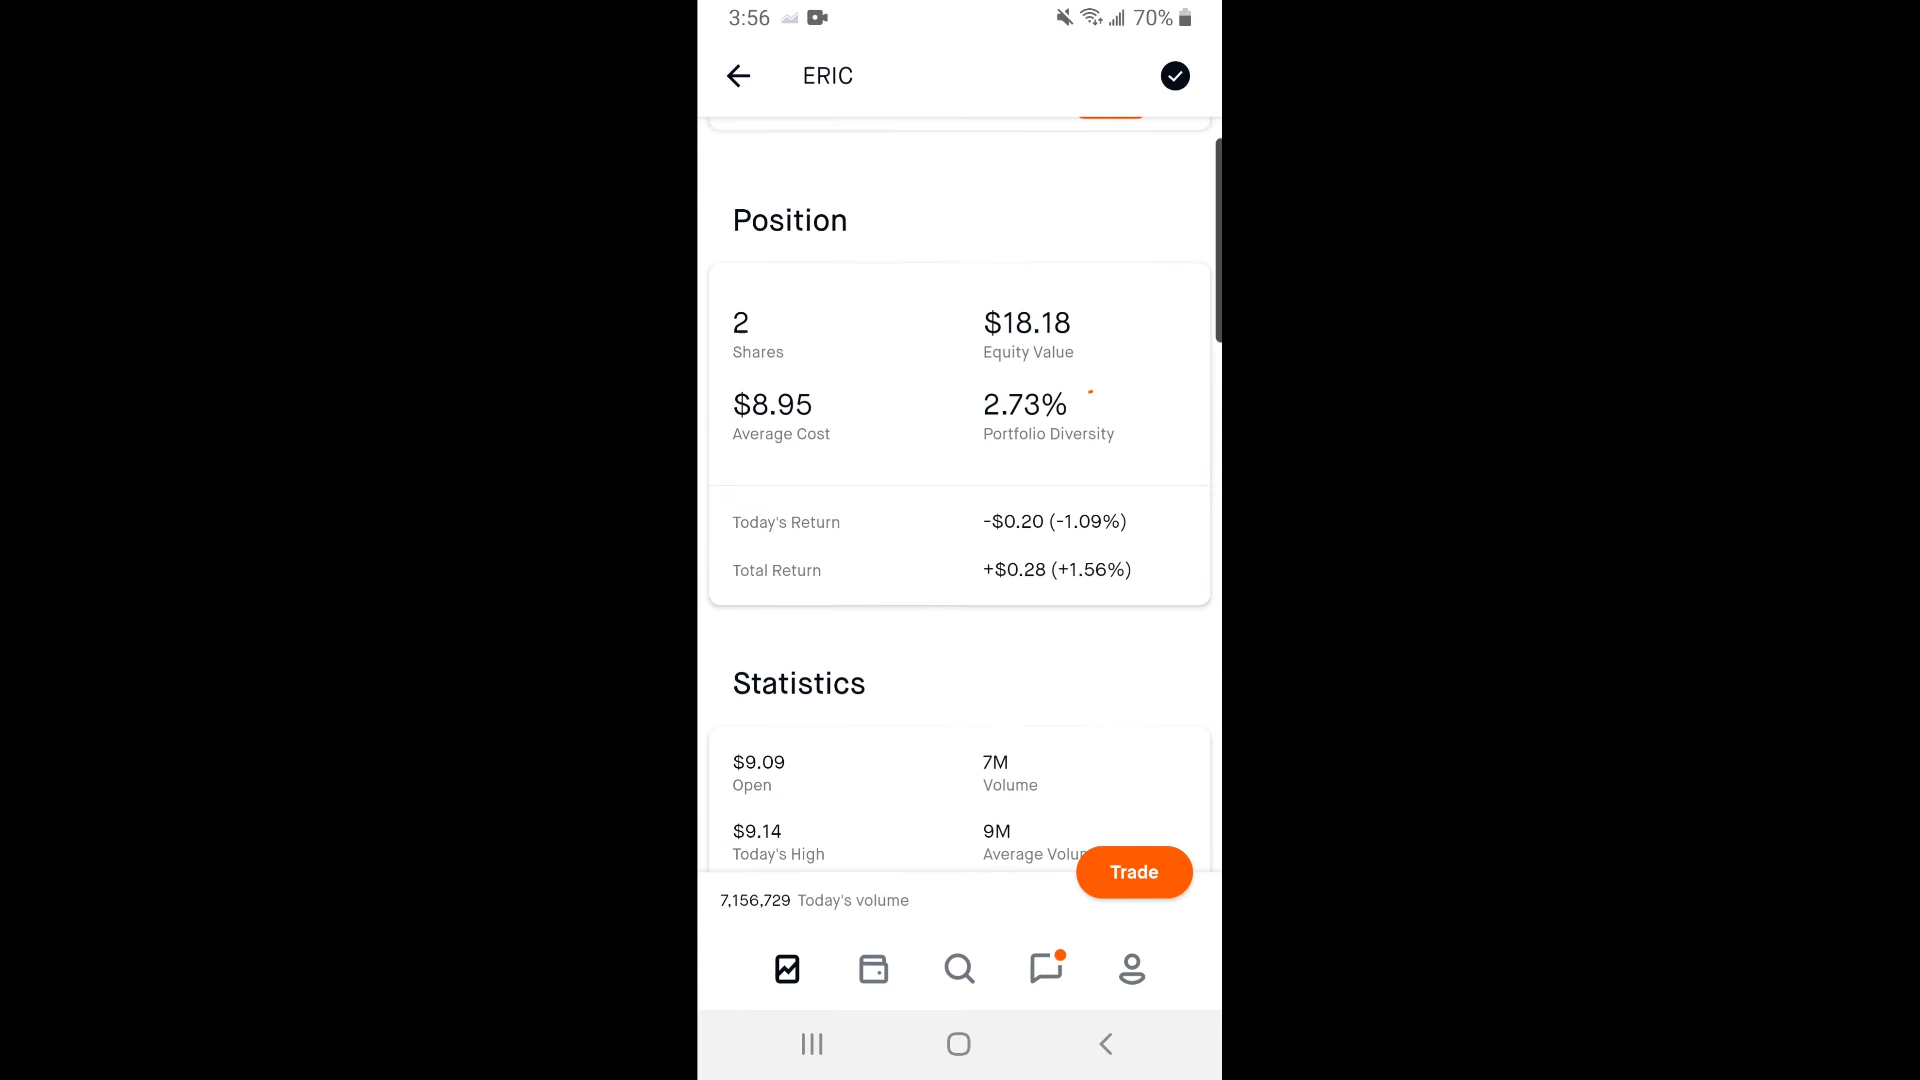 3:56 70%
ERIC
Position
2 $18.18
Shares Equity Value
$8.95 2.73%
Average Cost Portfolio Diversity
Today's Return -$0.20 (-1.09%)
Total Return +$0.28 (+1.56%)
Statistics
$9.09 7M
Open Volume
$9.14 9M
Today's High Average
Trade
7,156,729 Today's volume